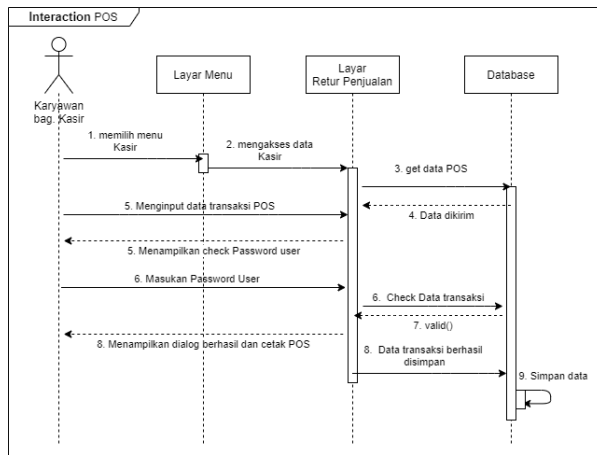 Interaction POS
Layar Menu
Layar
Retur Penjualan
Database
Karyawan
bag. Kasir
1. memilih menu
Kasir
2. mengakses data
Kasir
3. get data POS
5. Menginput data transaksi POS
4. Data dikirim
5. Menampilkan check Password user
6. Masukan Password User
6. Check Data transaksi
7. valid()
8. Menampilkan dialog berhasil dan cetak POS
8. Data transaksi berhasil
disimpan
9. Simpan data